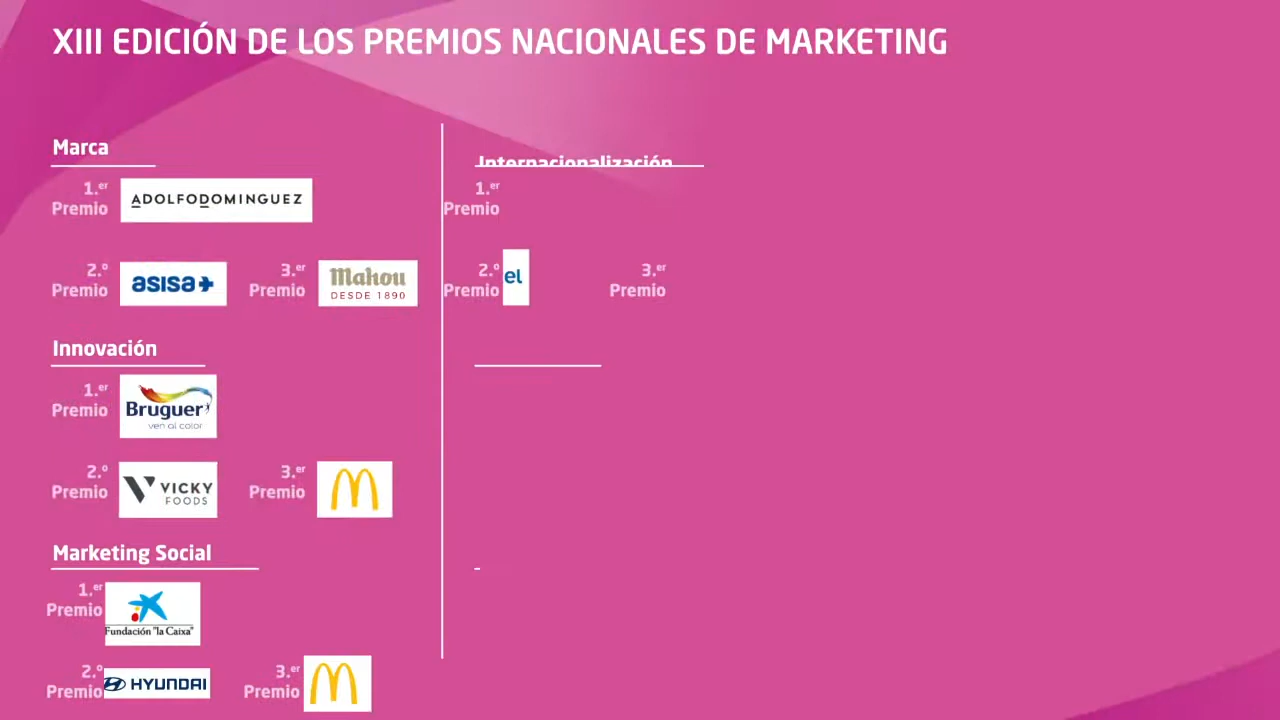 XIII EDICIÓN DE LOS PREMIOS NACIONALES DE MARKETING
Marca
1.er
Premio
ADOLFODOMINGUEZ
2.º
Premio
asisa
3.er
Premio
Mahou
DESDE 1890
Innovación
1.er
Premio
Bruguer
ven al color
2.º
Premio
VICKY
FOODS
3.er
Premio
Marketing Social
1.er
Premio
Fundación "la Caixa"
2.º
Premio
HYUNDAI
3.er
Premio
Internacionalización
1.er
Premio
2.º
Premio
el
3.er
Premio